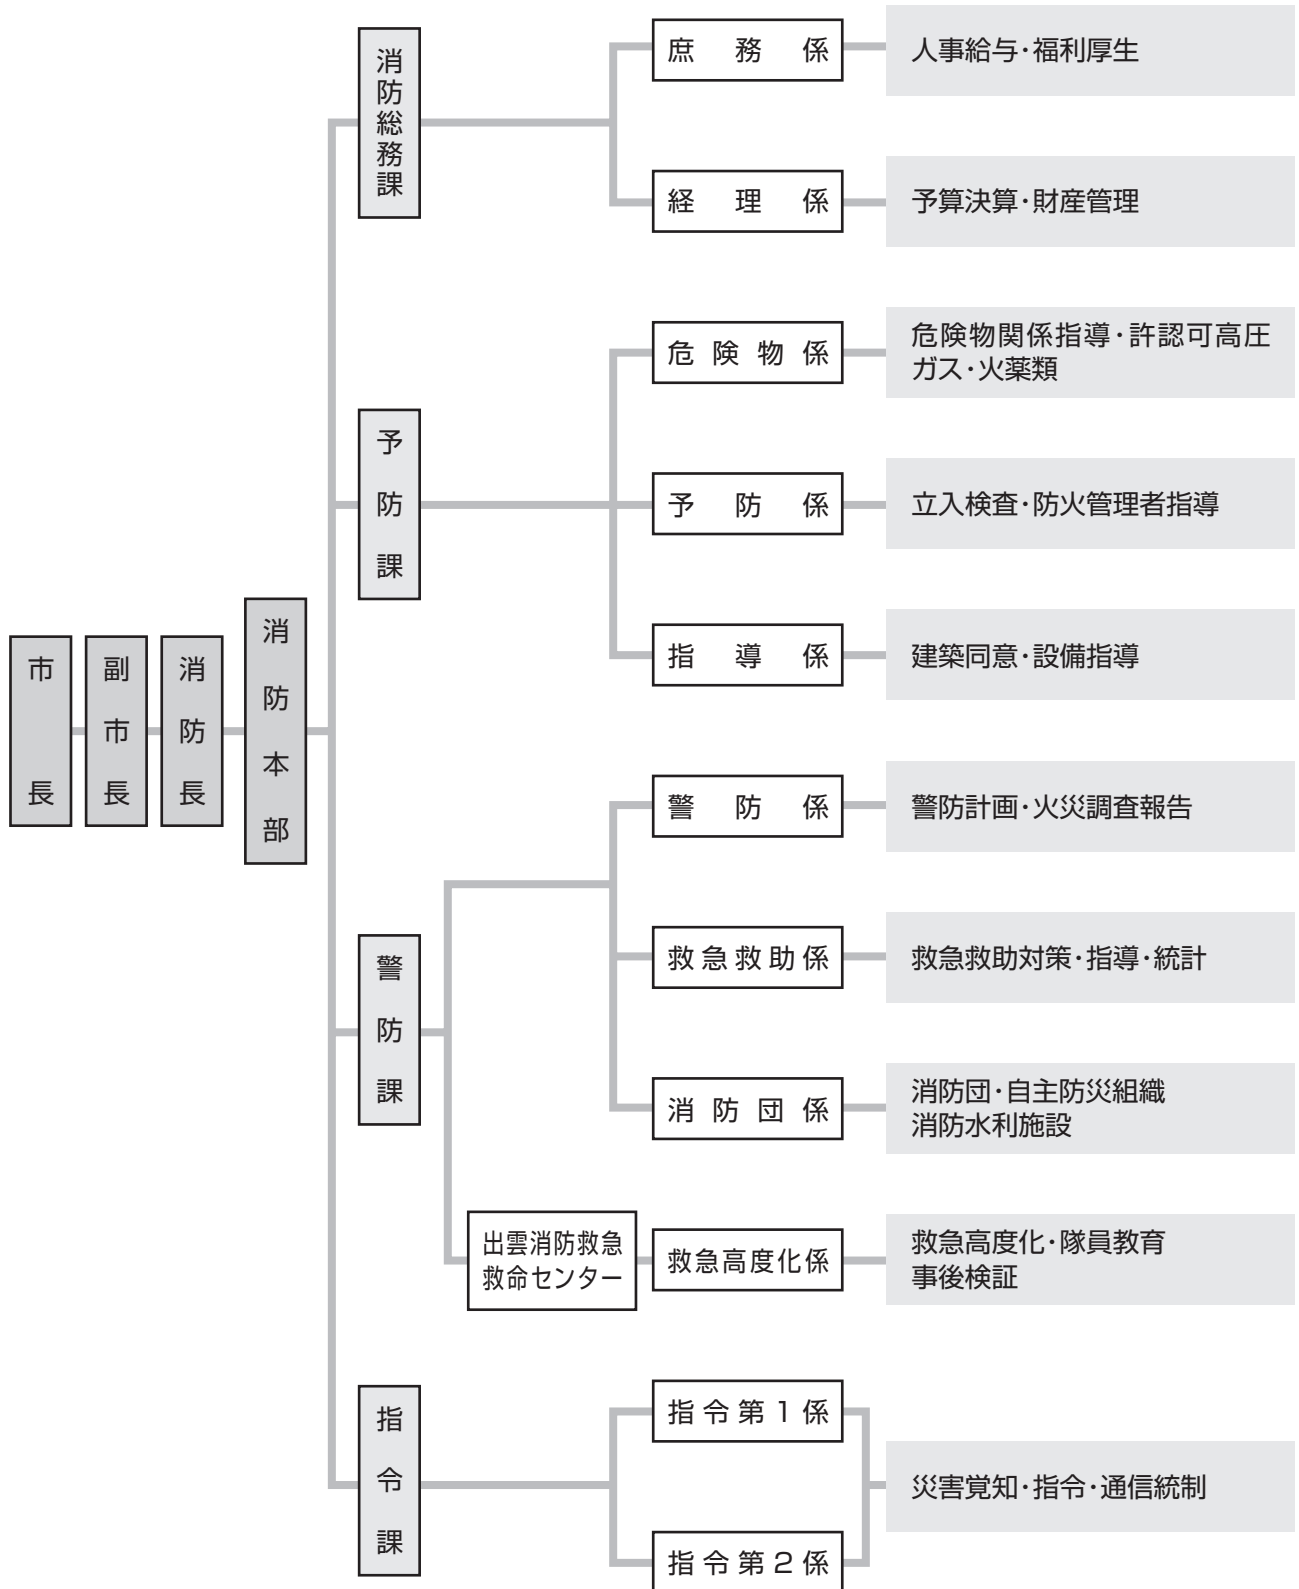 市長
副市長
消防長
消防本部
消防総務課
庶務係
人事給与・福利厚生
経理係
予算決算・財産管理
予防課
危険物係
危険物関係指導・許認可高圧
ガス・火薬類
予防係
立入検査・防火管理者指導
指導係
建築同意・設備指導
警防課
警防係
警防計画・火災調査報告
救急救助係
救急救助対策・指導・統計
消防団係
消防団・自主防災組織
消防水利施設
出雲消防救急
救命センター
救急高度化係
救急高度化・隊員教育
事後検証
指令課
指令第1係
指令第2係
災害覚知・指令・通信統制